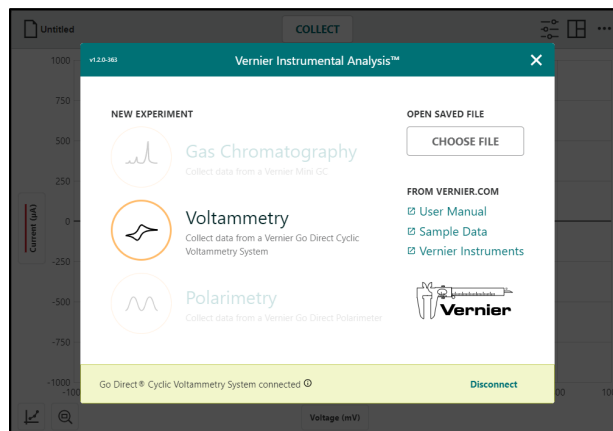 Untitled
COLLECT
v1.2.0-363
Vernier Instrumental Analysis™
NEW EXPERIMENT
Gas Chromatography
Collect data from a Vernier Mini GC
Voltammetry
Collect data from a Vernier Go Direct Cyclic
Voltammetry System
Polarimetry
Collect data from a Vernier Go Direct Polarimeter
OPEN SAVED FILE
CHOOSE FILE
FROM VERNIER.COM
User Manual
Sample Data
Vernier Instruments
Vernier
Go Direct® Cyclic Voltammetry System connected
Disconnect
1000
750
500
250
0
-250
-500
-750
-1000
Current (µA)
Voltage (mV)